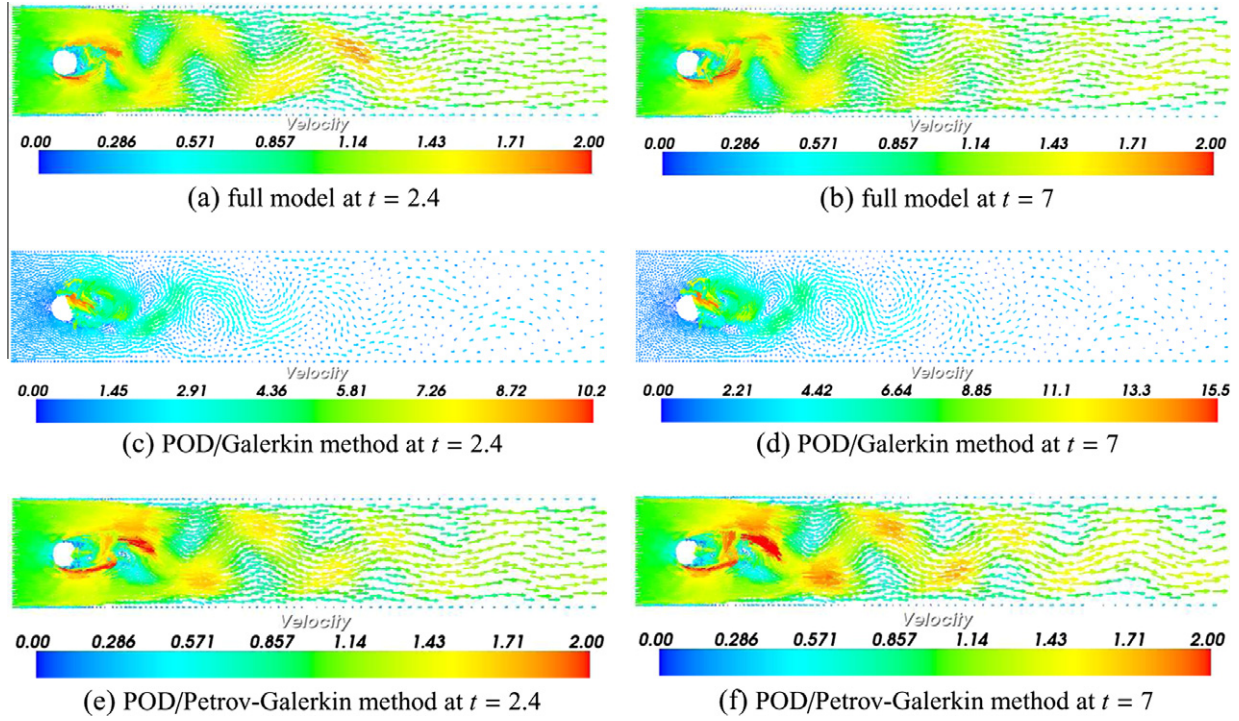 Velocity
0.00 0.286 0.571 0.857 1.14 1.43 1.71 2.00
(a) full model at t = 2.4
Velocity
0.00 0.286 0.571 0.857 1.14 1.43 1.71 2.00
(b) full model at t = 7
Velocity
0.00 1.45 2.91 4.36 5.81 7.26 8.72 10.2
(c) POD/Galerkin method at t = 2.4
Velocity
0.00 2.21 4.42 6.64 8.85 11.1 13.3 15.5
(d) POD/Galerkin method at t = 7
Velocity
0.00 0.286 0.571 0.857 1.14 1.43 1.71 2.00
(e) POD/Petrov-Galerkin method at t = 2.4
Velocity
0.00 0.286 0.571 0.857 1.14 1.43 1.71 2.00
(f) POD/Petrov-Galerkin method at t = 7